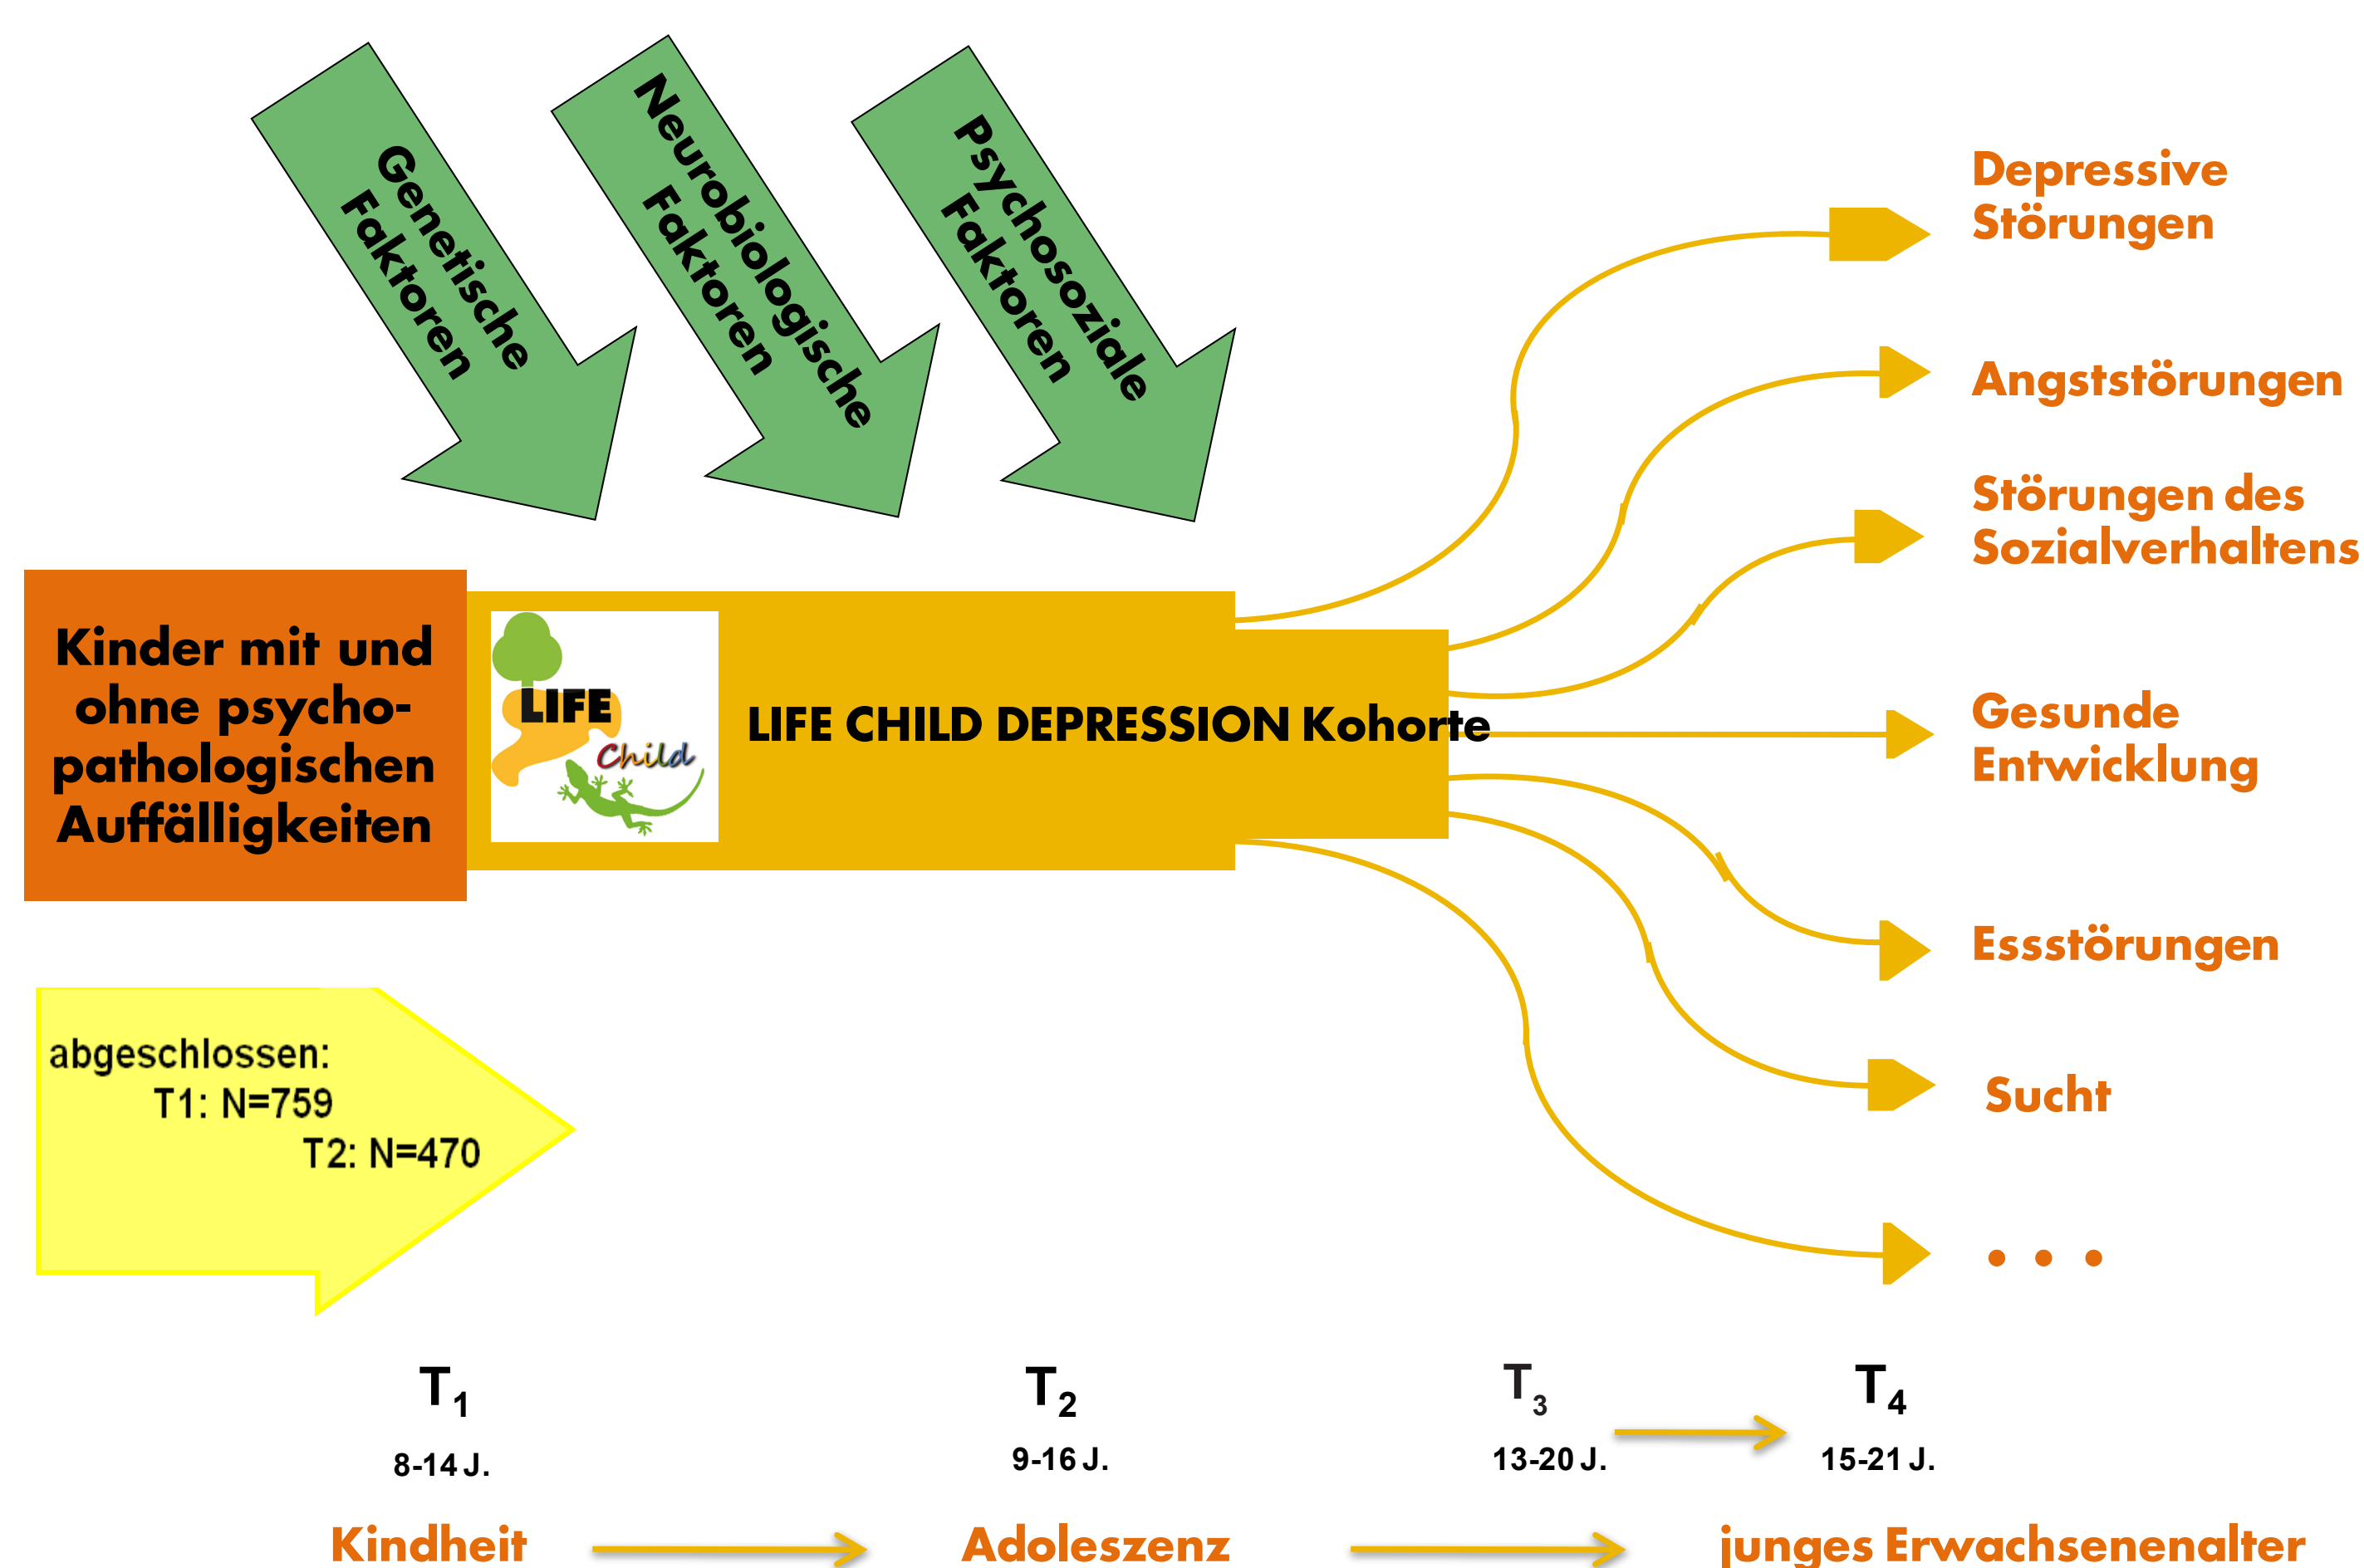 Genetische
Faktoren
Neurobiologische
Faktoren
Psychosoziale
Faktoren
Depressive
Störungen
Angststörungen
Störungen des
Sozialverhaltens
Kinder mit und
ohne psycho-
pathologischen
Auffälligkeiten
LIFE
Child
LIFE CHILD DEPRESSION Kohorte
Gesunde
Entwicklung
Essstörungen
Sucht
• • •
abgeschlossen:
T1: N=759
T2: N=470
T1
8-14 J.
T2
9-16 J.
T3
13-20 J.
T4
15-21 J.
Kindheit
Adoleszenz
junges Erwachsenenalter